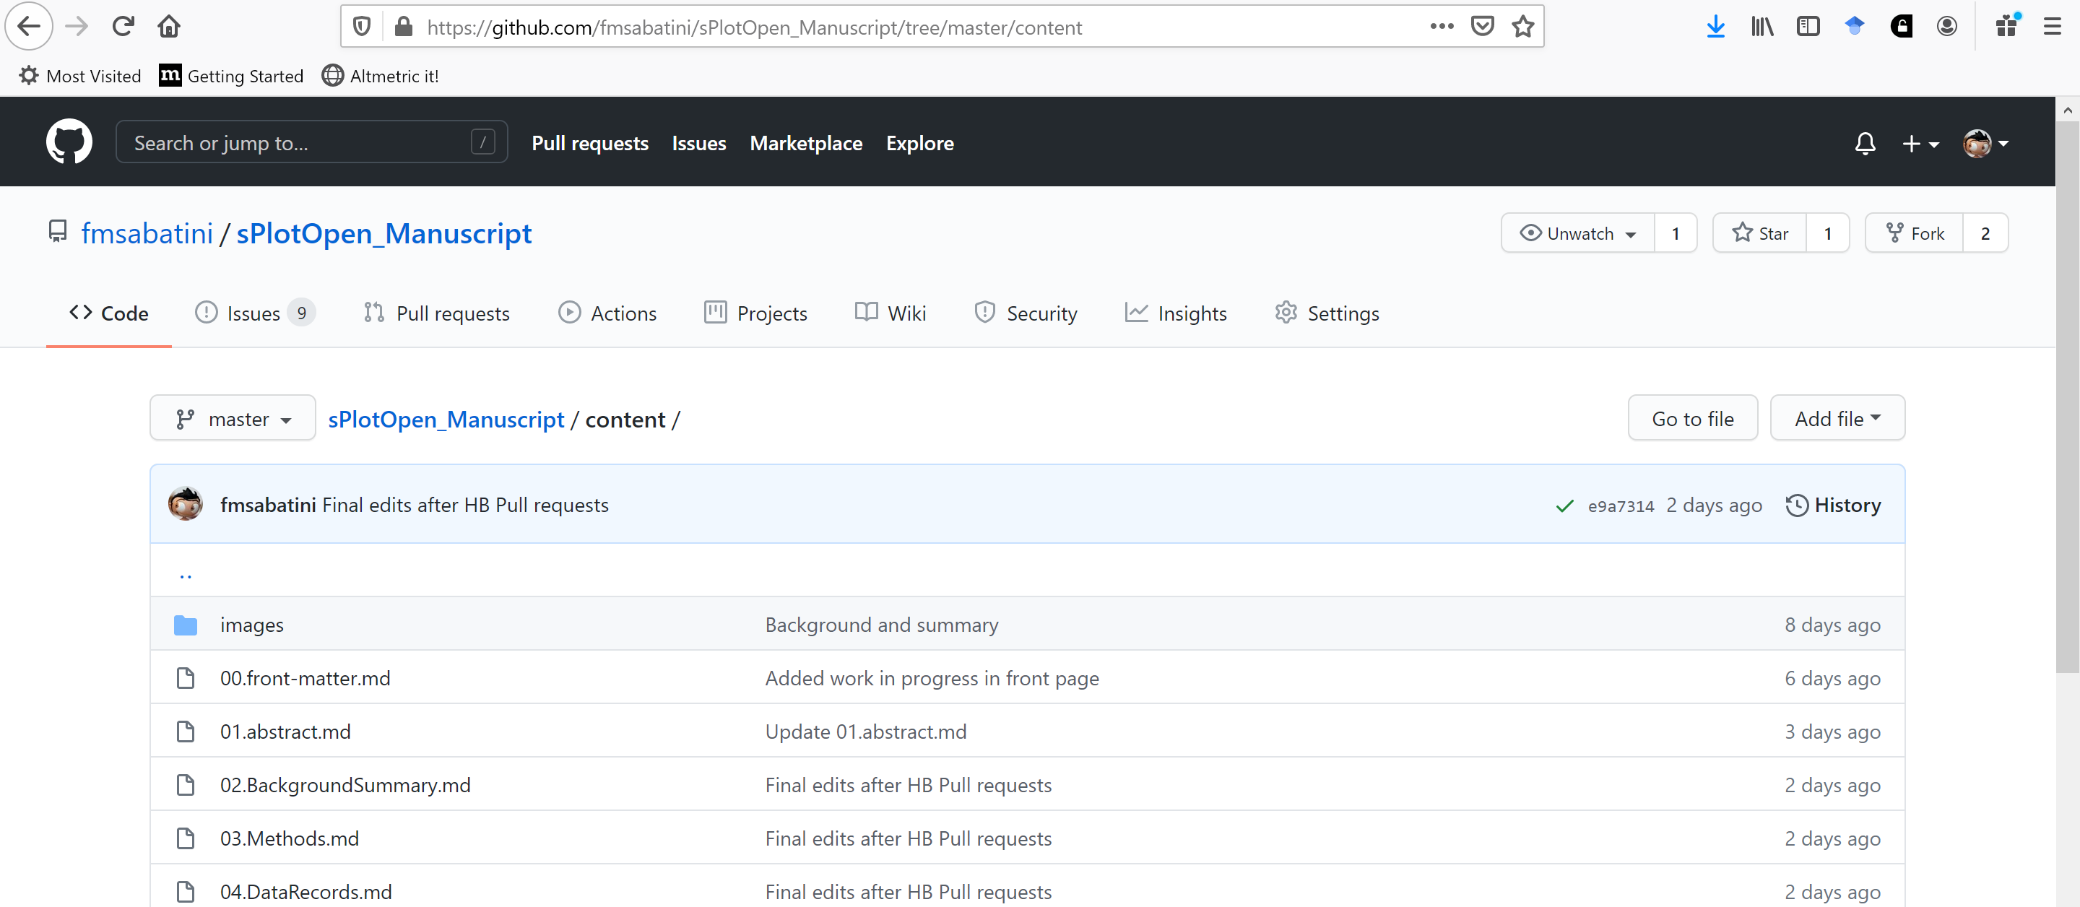 https://github.com/fmsabatini/sPlotOpen_Manuscript/tree/master/content
Most Visited Getting Started Altmetric it!
Search or jump to... / Pull requests Issues Marketplace Explore
fmsabatini / sPlotOpen_Manuscript Unwatch 1 Star 1 Fork 2
Code Issues 9 Pull requests Actions Projects Wiki Security Insights Settings
master sPlotOpen_Manuscript / content / Go to file Add file
fmsabatini Final edits after HB Pull requests e9a7314 2 days ago History
..
images Background and summary 8 days ago
00.front-matter.md Added work in progress in front page 6 days ago
01.abstract.md Update 01.abstract.md 3 days ago
02.BackgroundSummary.md Final edits after HB Pull requests 2 days ago
03.Methods.md Final edits after HB Pull requests 2 days ago
04.DataRecords.md Final edits after HB Pull requests 2 days ago